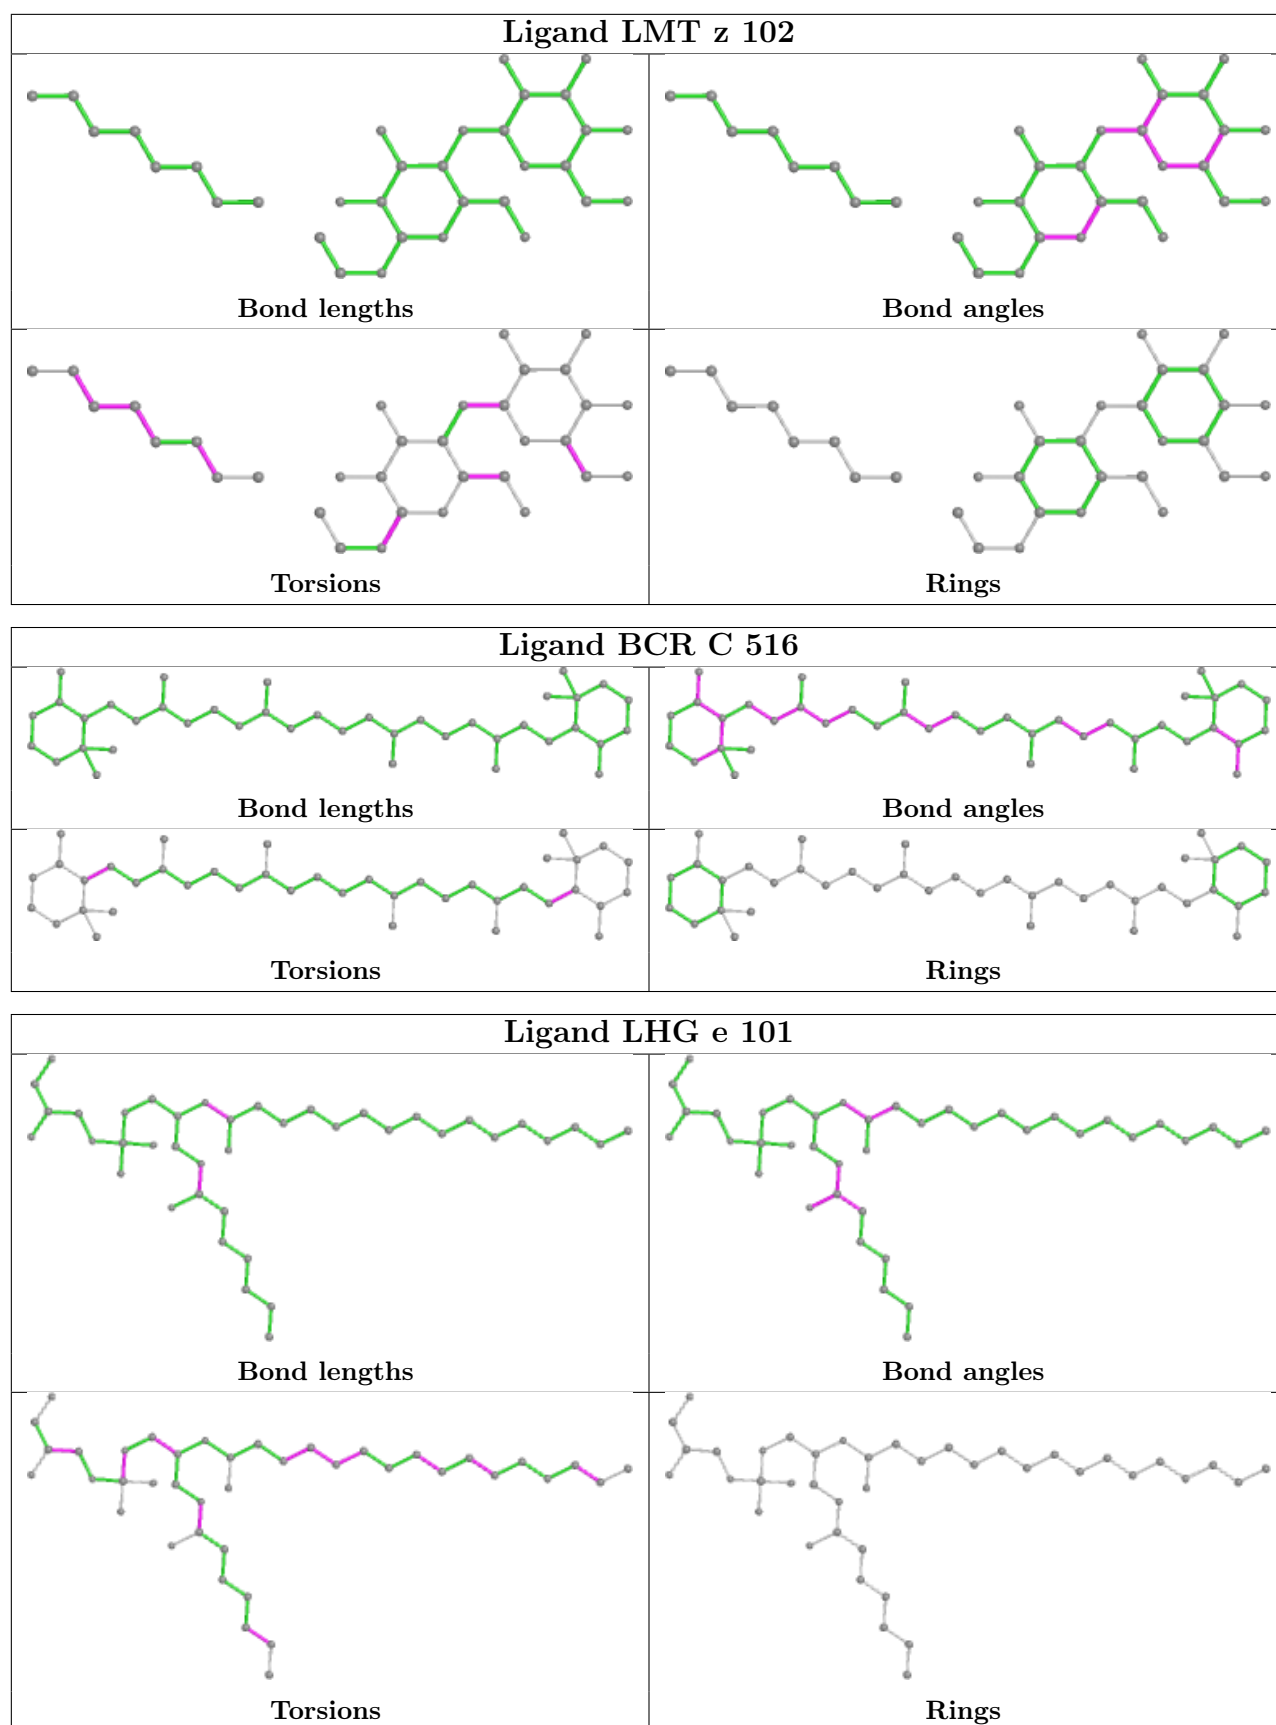 Ligand LMT z 102
Bond lengths
Bond angles
Torsions
Rings
Ligand BCR C 516
Bond lengths
Bond angles
Torsions
Rings
Ligand LHG e 101
Bond lengths
Bond angles
Torsions
Rings